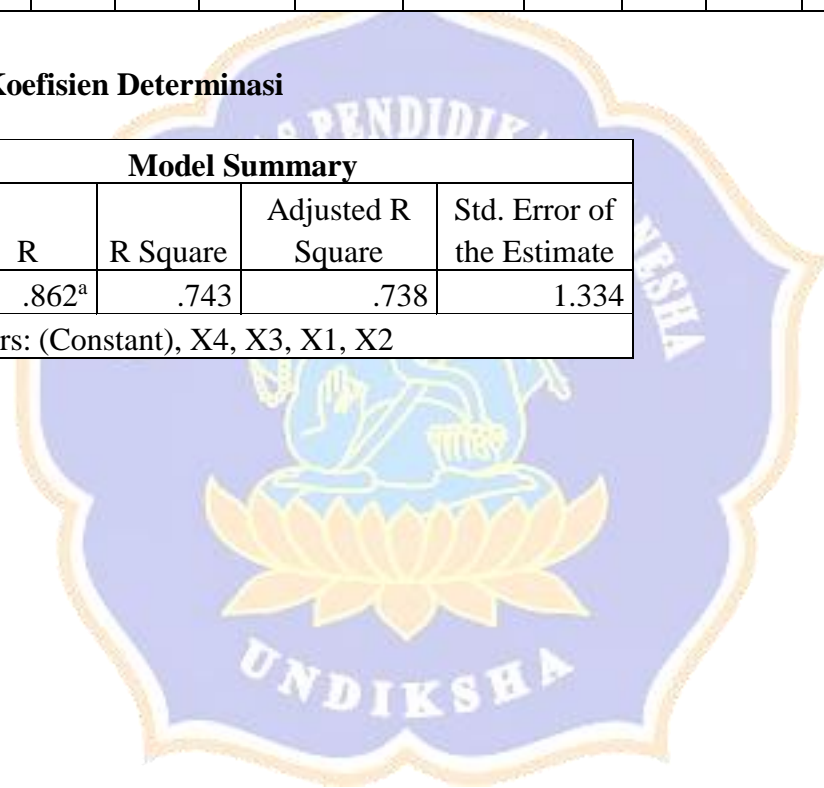 Koefisien Determinasi
Model Summary
R R Square Adjusted R Square Std. Error of the Estimate
.862a .743 .738 1.334
rs: (Constant), X4, X3, X1, X2
PENDIDIK
NESHA
UNDIKSHA